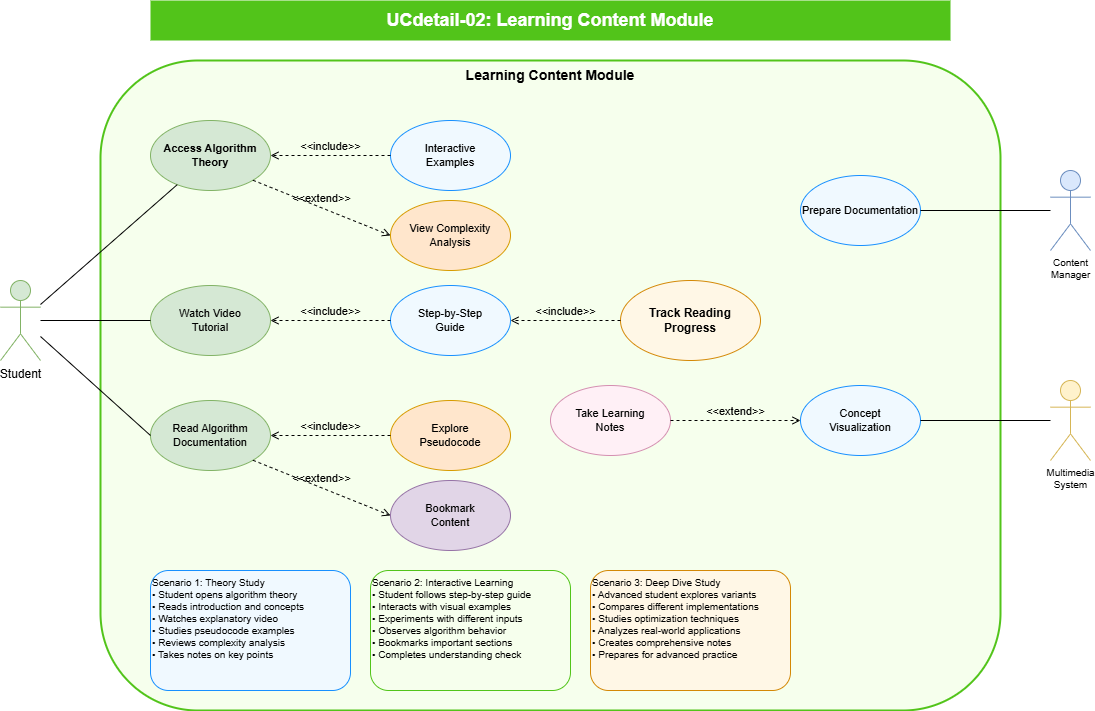 UCdetail-02: Learning Content Module
Learning Content Module
Access Algorithm
Theory
<<include>>
Interactive
Examples
<<extend>>
View Complexity
Analysis
Prepare Documentation
Content
Manager
Student
Watch Video
Tutorial
<<include>>
Step-by-Step
Guide
<<include>>
Track Reading
Progress
Read Algorithm
Documentation
<<include>>
Explore
Pseudocode
<<extend>>
Bookmark
Content
Take Learning
Notes
<<extend>>
Concept
Visualization
Multimedia
System
Scenario 1: Theory Study
• Student opens algorithm theory
• Reads introduction and concepts
• Watches explanatory video
• Studies pseudocode examples
• Reviews complexity analysis
• Takes notes on key points
Scenario 2: Interactive Learning
• Student follows step-by-step guide
• Interacts with visual examples
• Experiments with different inputs
• Observes algorithm behavior
• Bookmarks important sections
• Completes understanding check
Scenario 3: Deep Dive Study
• Advanced student explores variants
• Compares different implementations
• Studies optimization techniques
• Analyzes real-world applications
• Creates comprehensive notes
• Prepares for advanced practice